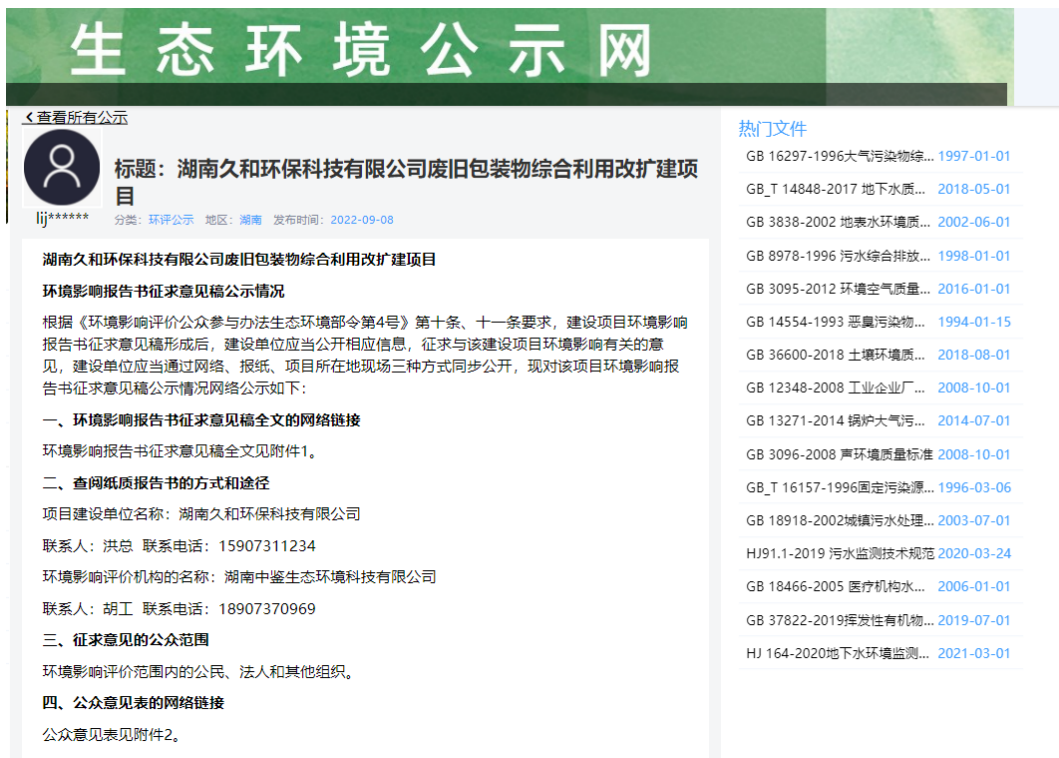 生态环境公示网
查看所有公示
标题：湖南久和环保科技有限公司废旧包装物综合利用改扩建项
目
lij******
分类：环评公示 地区：湖南 发布时间：2022-09-08
湖南久和环保科技有限公司废旧包装物综合利用改扩建项目
环境影响报告书征求意见稿公示情况
根据《环境影响评价公众参与办法生态环境部令第4号》第十条、十一条要求，建设项目环境影响
报告书征求意见稿形成后，建设单位应当公开相应信息，征求与该建设项目环境影响有关的意
见，建设单位应当通过网络、报纸、项目所在地现场三种方式同步公开，现对该项目环境影响报
告书征求意见稿公示情况网络公示如下：
一、环境影响报告书征求意见稿全文的网络链接
环境影响报告书征求意见稿全文见附件1。
二、查阅纸质报告书的方式和途径
项目建设单位名称：湖南久和环保科技有限公司
联系人：洪总 联系电话：15907311234
环境影响评价机构的名称：湖南中鉴生态环境科技有限公司
联系人：胡工 联系电话：18907370969
三、征求意见的公众范围
环境影响评价范围内的公民、法人和其他组织。
四、公众意见表的网络链接
公众意见表见附件2。
热门文件
GB 16297-1996大气污染物综... 1997-01-01
GB_T 14848-2017 地下水质... 2018-05-01
GB 3838-2002 地表水环境质... 2002-06-01
GB 8978-1996 污水综合排放... 1998-01-01
GB 3095-2012 环境空气质量... 2016-01-01
GB 14554-1993 恶臭污染物... 1994-01-15
GB 36600-2018 土壤环境质... 2018-08-01
GB 12348-2008 工业企业厂... 2008-10-01
GB 13271-2014 锅炉大气污... 2014-07-01
GB 3096-2008 声环境质量标准 2008-10-01
GB_T 16157-1996固定污染源... 1996-03-06
GB 18918-2002城镇污水处理... 2003-07-01
HJ91.1-2019 污水监测技术规范 2020-03-24
GB 18466-2005 医疗机构水... 2006-01-01
GB 37822-2019挥发性有机物... 2019-07-01
HJ 164-2020地下水环境监测... 2021-03-01